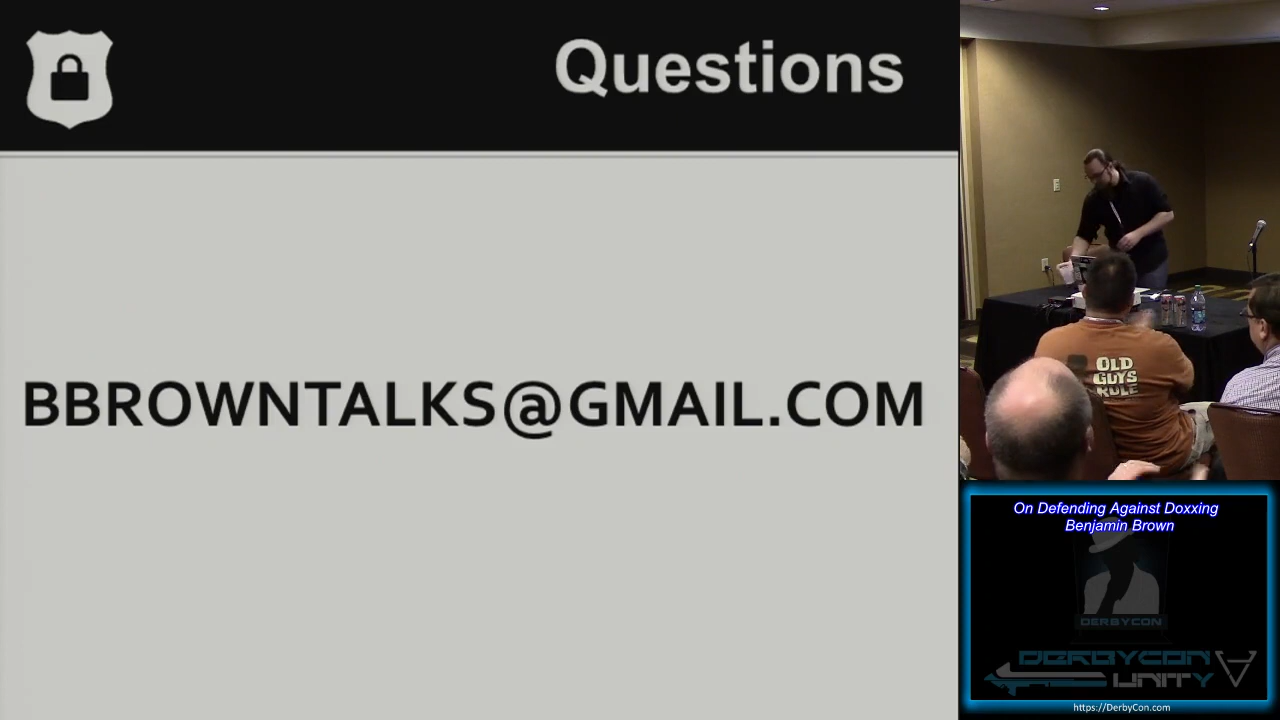 Questions
BBROWNTALKS@GMAIL.COM
OLD
GUYS
RULE
On Defending Against Doxxing
Benjamin Brown
DERBYCON
DERBYCON
UNITY
https://DerbyCon.com